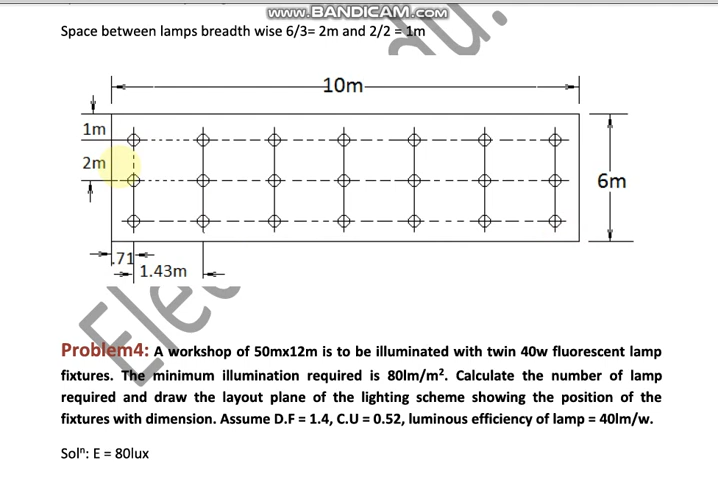 www.BANDICAM.com
Space between lamps breadth wise 6/3= 2m and 2/2 = 1m
10m
1m
2m
6m
.71
1.43m
Problem4: A workshop of 50mx12m is to be illuminated with twin 40w fluorescent lamp
fixtures. The minimum illumination required is 80lm/m². Calculate the number of lamp
required and draw the layout plane of the lighting scheme showing the position of the
fixtures with dimension. Assume D.F = 1.4, C.U = 0.52, luminous efficiency of lamp = 40lm/w.
Solⁿ: E = 80lux